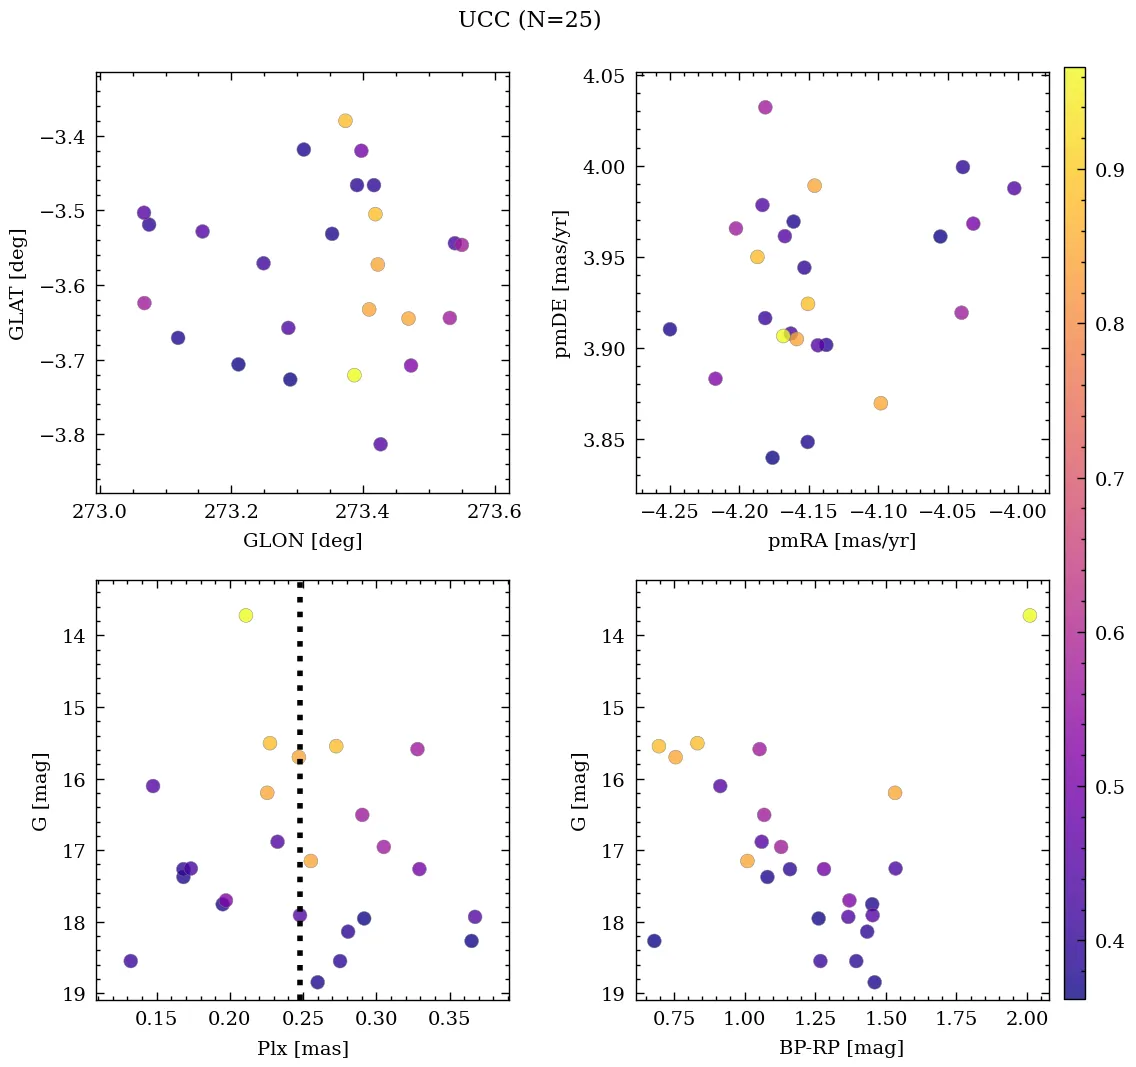 UCC (N=25)
−3.4
−3.5
−3.6
−3.7
−3.8
GLAT [deg]
273.0 273.2 273.4 273.6
GLON [deg]
4.05
4.00
3.95
3.90
3.85
pmDE [mas/yr]
−4.25 −4.20 −4.15 −4.10 −4.05 −4.00
pmRA [mas/yr]
0.9
0.8
0.7
0.6
0.5
0.4
14
15
16
17
18
19
G [mag]
0.15 0.20 0.25 0.30 0.35
Plx [mas]
14
15
16
17
18
19
G [mag]
0.75 1.00 1.25 1.50 1.75 2.00
BP-RP [mag]